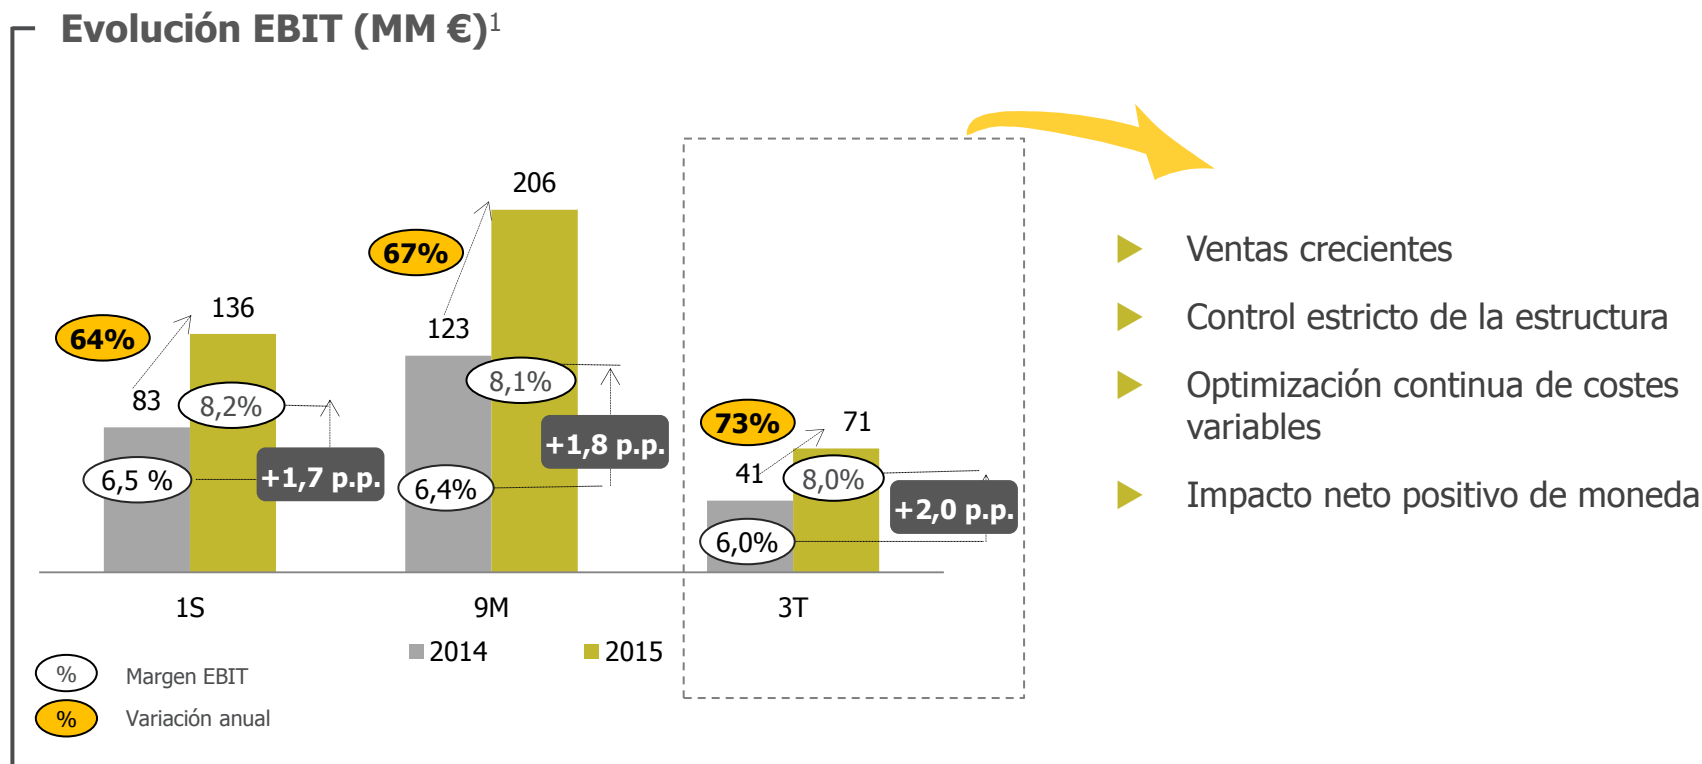 Evolución EBIT (MM €)1
206
67%
136
123
64%
8,1%
83
8,2%
73%
71
+1,8 p.p.
41
6,5 %
+1,7 p.p.
6,4%
8,0%
+2,0 p.p.
6,0%
1S
9M
3T
2014
2015
% Margen EBIT
% Variación anual
Ventas crecientes
Control estricto de la estructura
Optimización continua de costes
variables
Impacto neto positivo de moneda